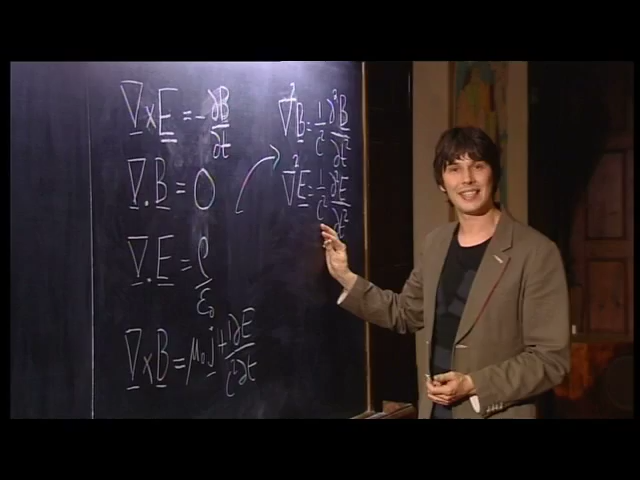 ∇×E = -∂B/∂t
∇.B = 0
∇.E = ρ/ε₀
∇×B = μ₀j + 1/c² ∂E/∂t
∇²B = 1/c² ∂²B/∂t²
∇²E = 1/c² ∂²E/∂t²